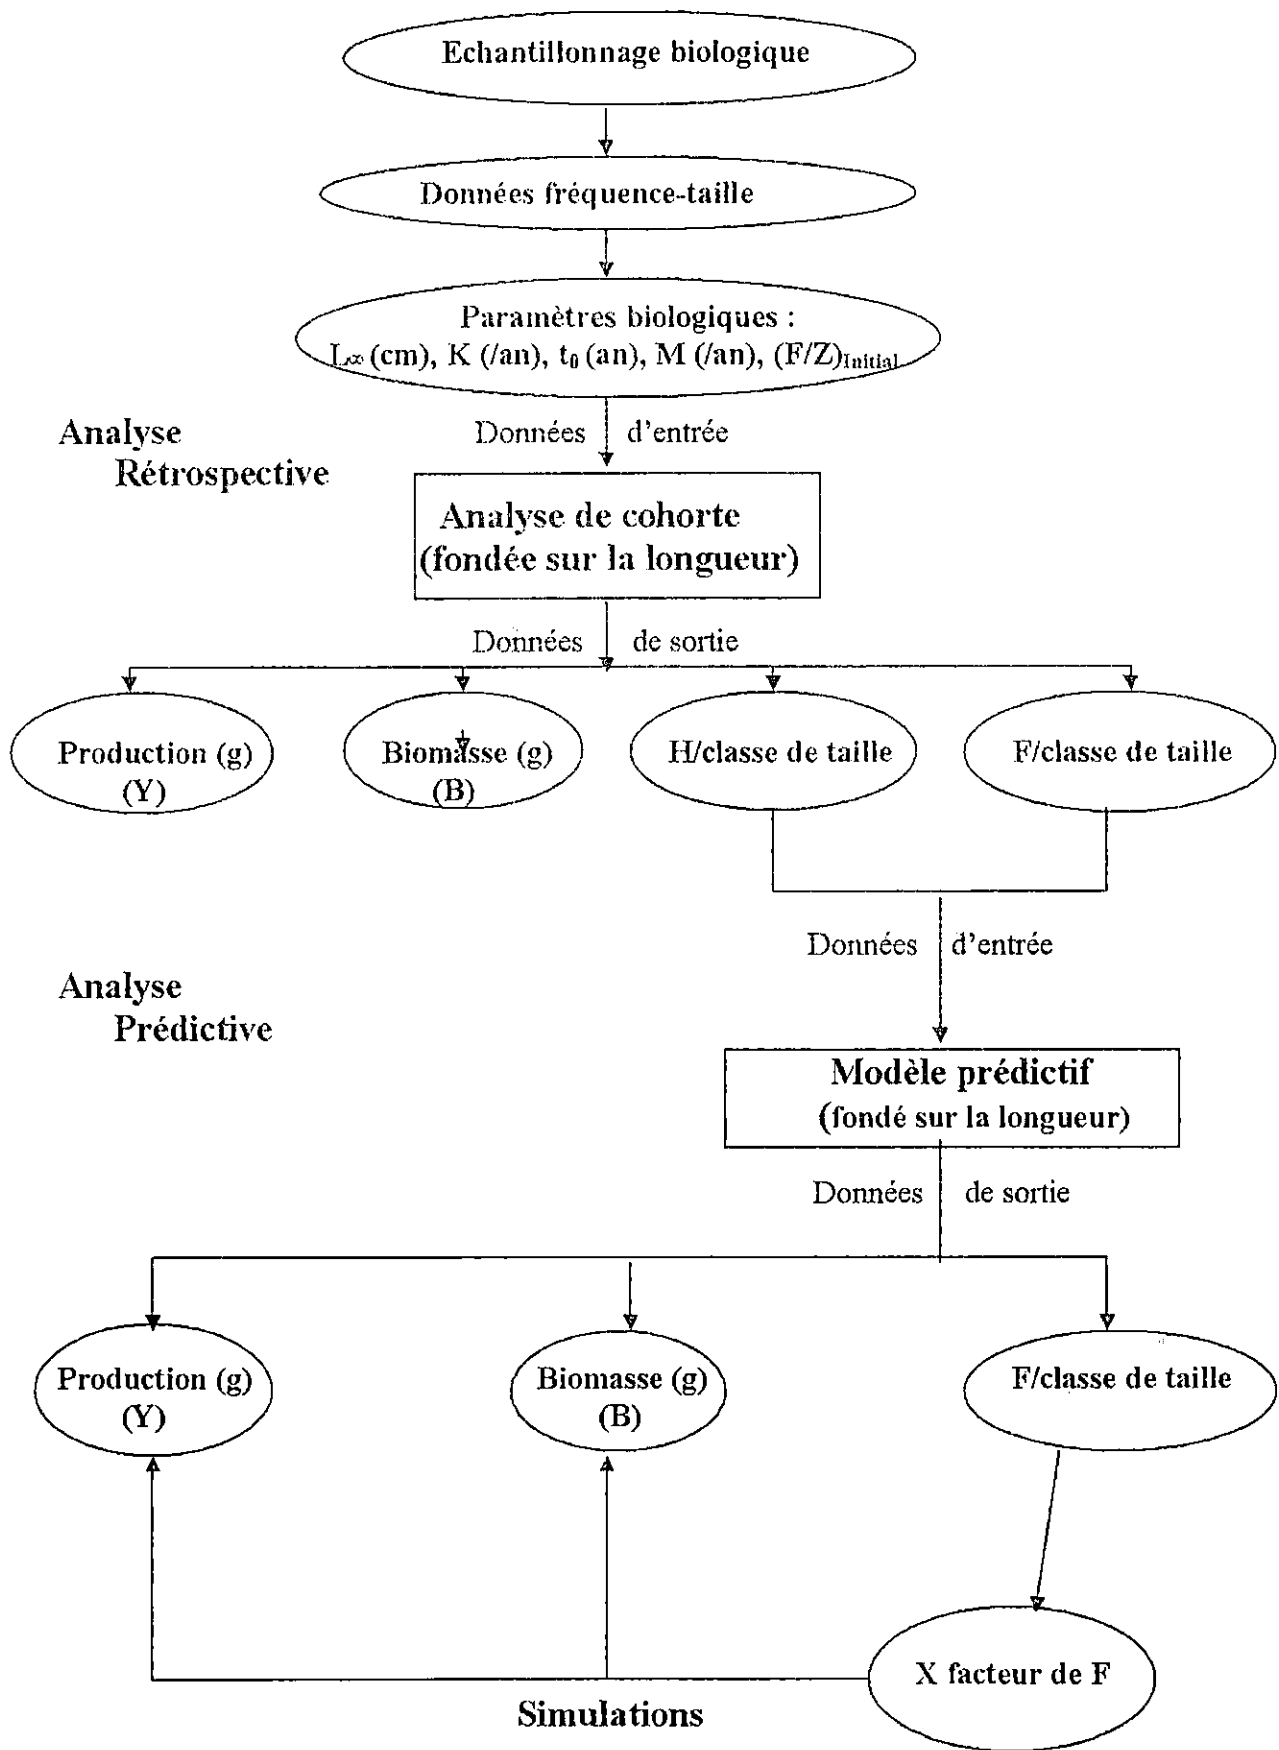 Echantillonnage biologique
Données fréquence-taille
Paramètres biologiques :
L∞ (cm), K (/an), t₀ (an), M (/an), (F/Z)Initial
Analyse
Rétrospective
Données d'entrée
Analyse de cohorte
(fondée sur la longueur)
Données de sortie
Production (g)
(Y)
Biomasse (g)
(B)
H/classe de taille
F/classe de taille
Données d'entrée
Analyse
Prédictive
Modèle prédictif
(fondé sur la longueur)
Données de sortie
Production (g)
(Y)
Biomasse (g)
(B)
F/classe de taille
X facteur de F
Simulations